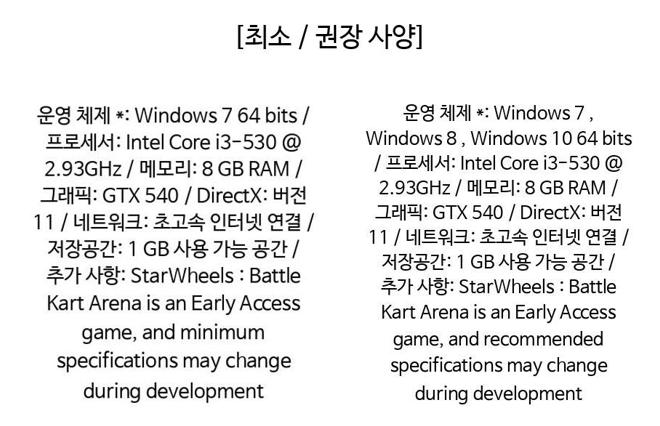 [최소 / 권장 사양]
운영 체제 *: Windows 7 64 bits /
프로세서: Intel Core i3-530 @
2.93GHz / 메모리: 8 GB RAM /
그래픽: GTX 540 / DirectX: 버전
11 / 네트워크: 초고속 인터넷 연결 /
저장공간: 1 GB 사용 가능 공간 /
추가 사항: StarWheels : Battle
Kart Arena is an Early Access
game, and minimum
specifications may change
during development
운영 체제 *: Windows 7 ,
Windows 8 , Windows 10 64 bits
/ 프로세서: Intel Core i3-530 @
2.93GHz / 메모리: 8 GB RAM /
그래픽: GTX 540 / DirectX: 버전
11 / 네트워크: 초고속 인터넷 연결 /
저장공간: 1 GB 사용 가능 공간 /
추가 사항: StarWheels : Battle
Kart Arena is an Early Access
game, and recommended
specifications may change
during development